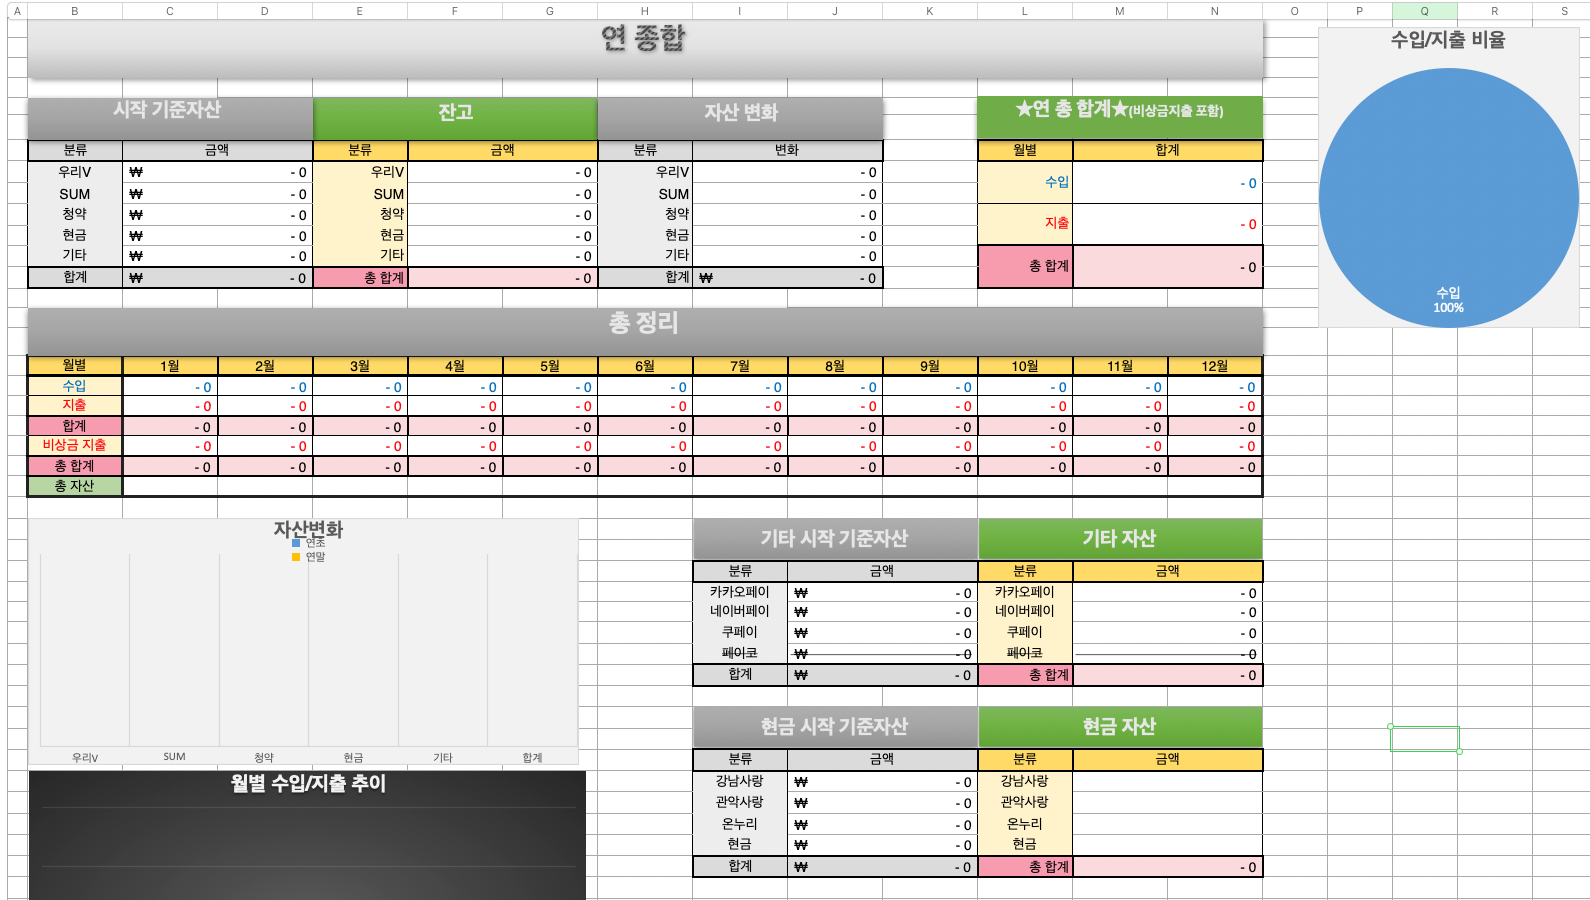 A B C D E F G H I J K L M N O P Q R S
연 종합
수입/지출 비율
시작 기준자산 잔고 자산 변화 ★연 총 합계★(비상금지출 포함)
분류 금액 분류 금액 분류 변화 월별 합계
우리V ₩ - 0 우리V - 0 우리V - 0 수입 - 0
SUM ₩ - 0 SUM - 0 SUM - 0
청약 ₩ - 0 청약 - 0 청약 - 0 지출 - 0
현금 ₩ - 0 현금 - 0 현금 - 0
기타 ₩ - 0 기타 - 0 기타 - 0 총 합계 - 0
합계 ₩ - 0 총 합계 - 0 합계 ₩ - 0
수입
100%
총 정리
월별 1월 2월 3월 4월 5월 6월 7월 8월 9월 10월 11월 12월
수입 - 0 - 0 - 0 - 0 - 0 - 0 - 0 - 0 - 0 - 0 - 0 - 0
지출 - 0 - 0 - 0 - 0 - 0 - 0 - 0 - 0 - 0 - 0 - 0 - 0
합계 - 0 - 0 - 0 - 0 - 0 - 0 - 0 - 0 - 0 - 0 - 0 - 0
비상금 지출 - 0 - 0 - 0 - 0 - 0 - 0 - 0 - 0 - 0 - 0 - 0 - 0
총 합계 - 0 - 0 - 0 - 0 - 0 - 0 - 0 - 0 - 0 - 0 - 0 - 0
총 자산
자산변화
연초
연말
우리V SUM 청약 현금 기타 합계
월별 수입/지출 추이
기타 시작 기준자산 기타 자산
분류 금액 분류 금액
카카오페이 ₩ - 0 카카오페이 - 0
네이버페이 ₩ - 0 네이버페이 - 0
쿠페이 ₩ - 0 쿠페이 - 0
페이코 ₩ - 0 페이코 - 0
합계 ₩ - 0 총 합계 - 0
현금 시작 기준자산 현금 자산
분류 금액 분류 금액
강남사랑 ₩ - 0 강남사랑
관악사랑 ₩ - 0 관악사랑
온누리 ₩ - 0 온누리
현금 ₩ - 0 현금
합계 ₩ - 0 총 합계 - 0